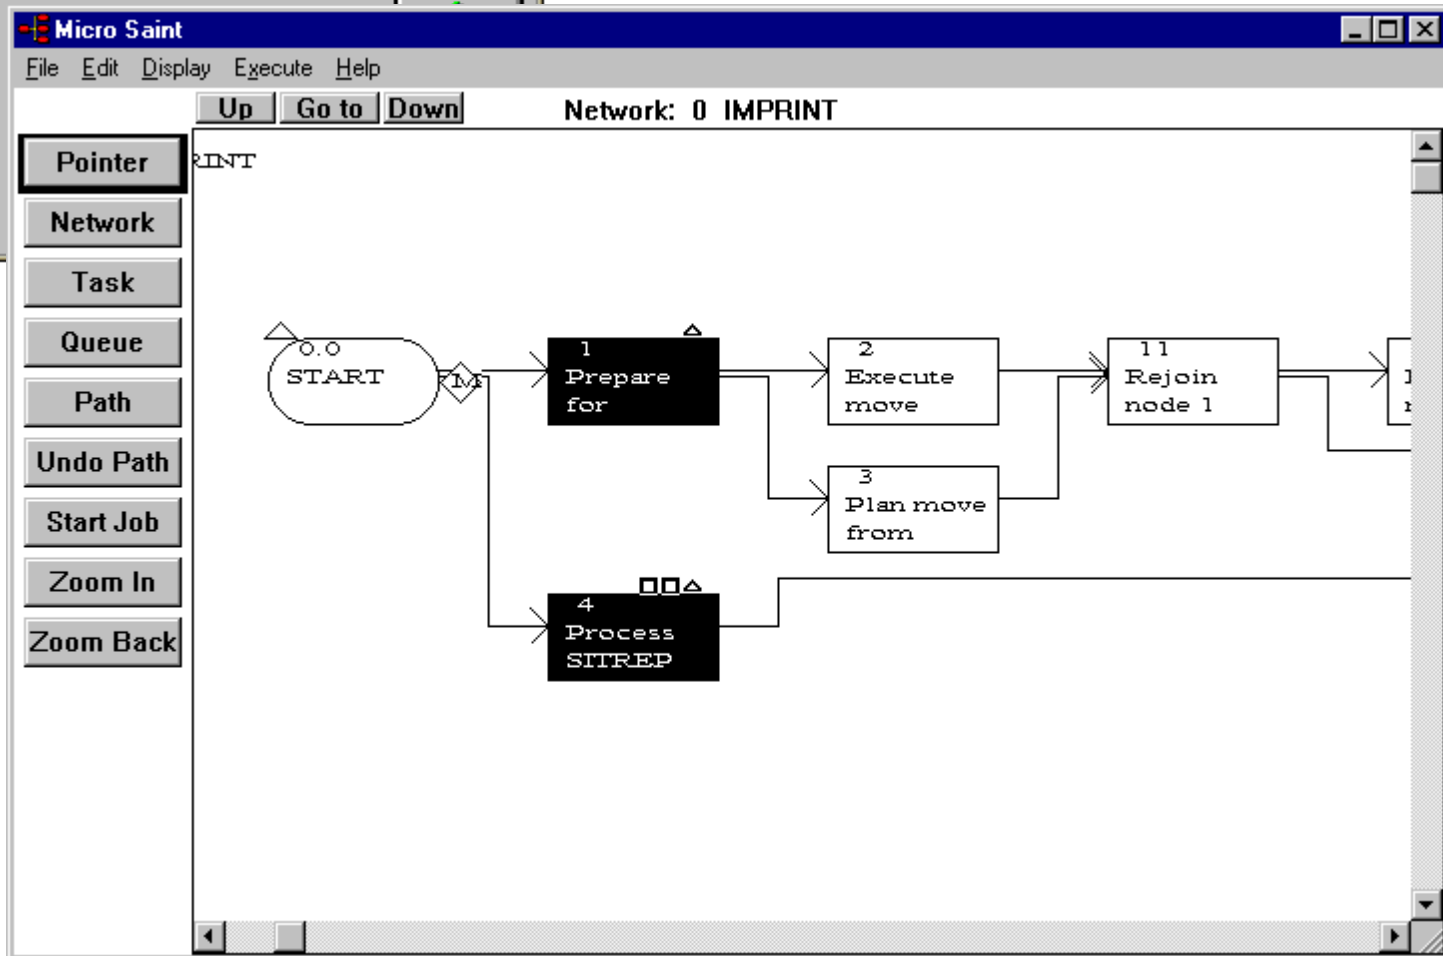 Micro Saint
File Edit Display Execute Help
Up Go to Down Network: 0 IMPRINT
Pointer
Network
Task
Queue
Path
Undo Path
Start Job
Zoom In
Zoom Back
RINT
0.0
START
M
1
Prepare
for
2
Execute
move
11
Rejoin
node 1
3
Plan move
from
4
Process
SITREP